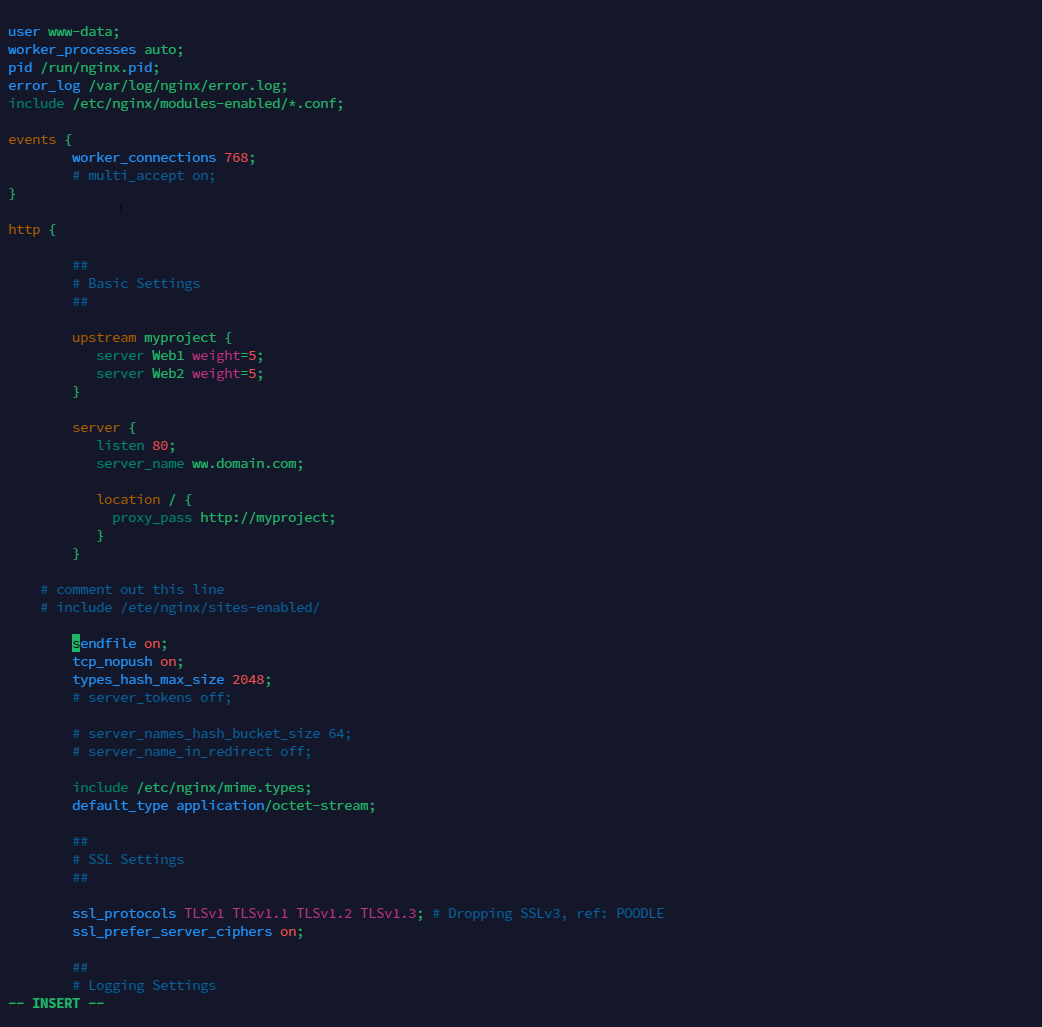 user www-data;
worker_processes auto;
pid /run/nginx.pid;
error_log /var/log/nginx/error.log;
include /etc/nginx/modules-enabled/*.conf;
events {
worker_connections 768;
# multi_accept on;
}
http {
##
# Basic Settings
##
upstream myproject {
server Web1 weight=5;
server Web2 weight=5;
}
server {
listen 80;
server_name ww.domain.com;
location / {
proxy_pass http://myproject;
}
}
# comment out this line
# include /ete/nginx/sites-enabled/
sendfile on;
tcp_nopush on;
types_hash_max_size 2048;
# server_tokens off;
# server_names_hash_bucket_size 64;
# server_name_in_redirect off;
include /etc/nginx/mime.types;
default_type application/octet-stream;
##
# SSL Settings
##
ssl_protocols TLSv1 TLSv1.1 TLSv1.2 TLSv1.3; # Dropping SSLv3, ref: POODLE
ssl_prefer_server_ciphers on;
##
# Logging Settings
-- INSERT --